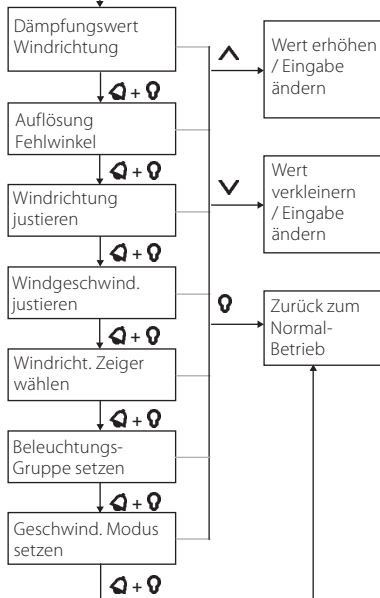 Dämpfungswert
Windrichtung
+
Auflösung
Fehlwinkel
+
Windrichtung
justieren
+
Windgeschwind.
justieren
+
Windricht. Zeiger
wählen
+
Beleuchtungs-
Gruppe setzen
+
Geschwind. Modus
setzen
+
Wert erhöhen
/ Eingabe
ändern
Wert
verkleinern
/ Eingabe
ändern
Zurück zum
Normal-
Betrieb